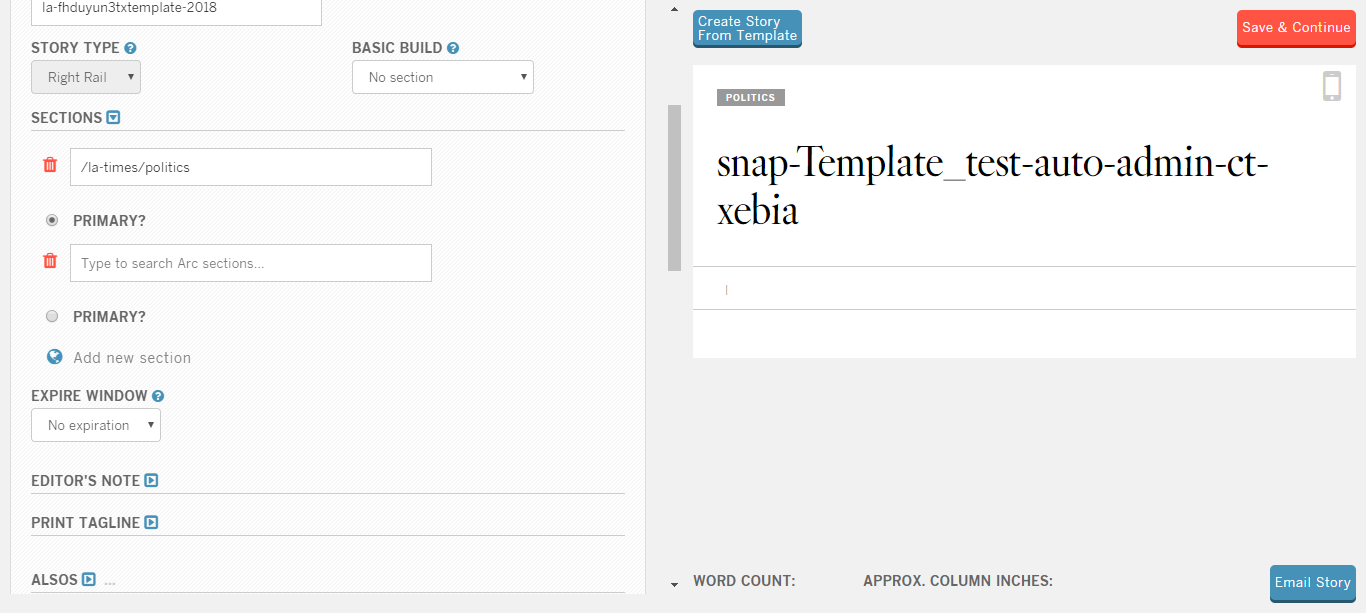 la-fhduyun3txtemplate-2018
STORY TYPE
BASIC BUILD
Right Rail
No section
SECTIONS
/la-times/politics
PRIMARY?
Type to search Arc sections...
PRIMARY?
Add new section
EXPIRE WINDOW
No expiration
EDITOR'S NOTE
PRINT TAGLINE
ALSOS ...
Create Story
From Template
Save & Continue
POLITICS
snap-Template_test-auto-admin-ct-
xebia
|
WORD COUNT:
APPROX. COLUMN INCHES:
Email Story